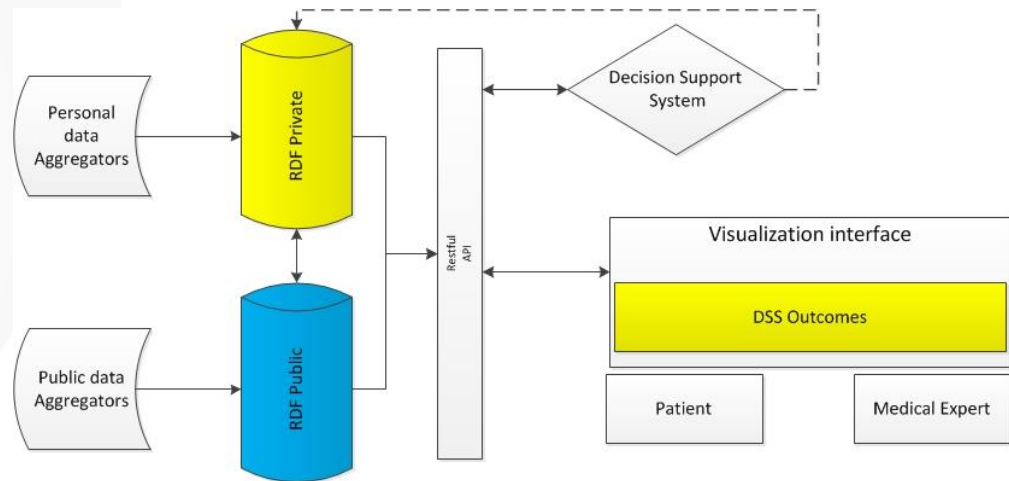 Personal
data
Aggregators
RDF Private
Decision Support
System
Restful
API
Visualization interface
DSS Outcomes
Public data
Aggregators
RDF Public
Patient
Medical Expert